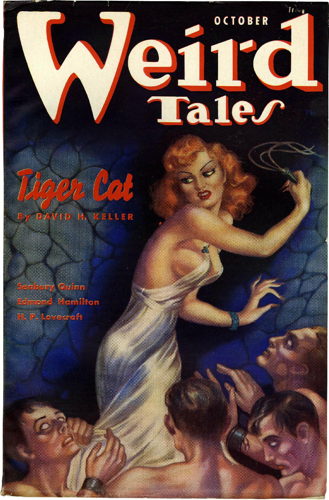 OCTOBER
Weird
Tales
Tiger Cat
By DAVID H. KELLER
Seabury Quinn
Edmond Hamilton
H. P. Lovecraft